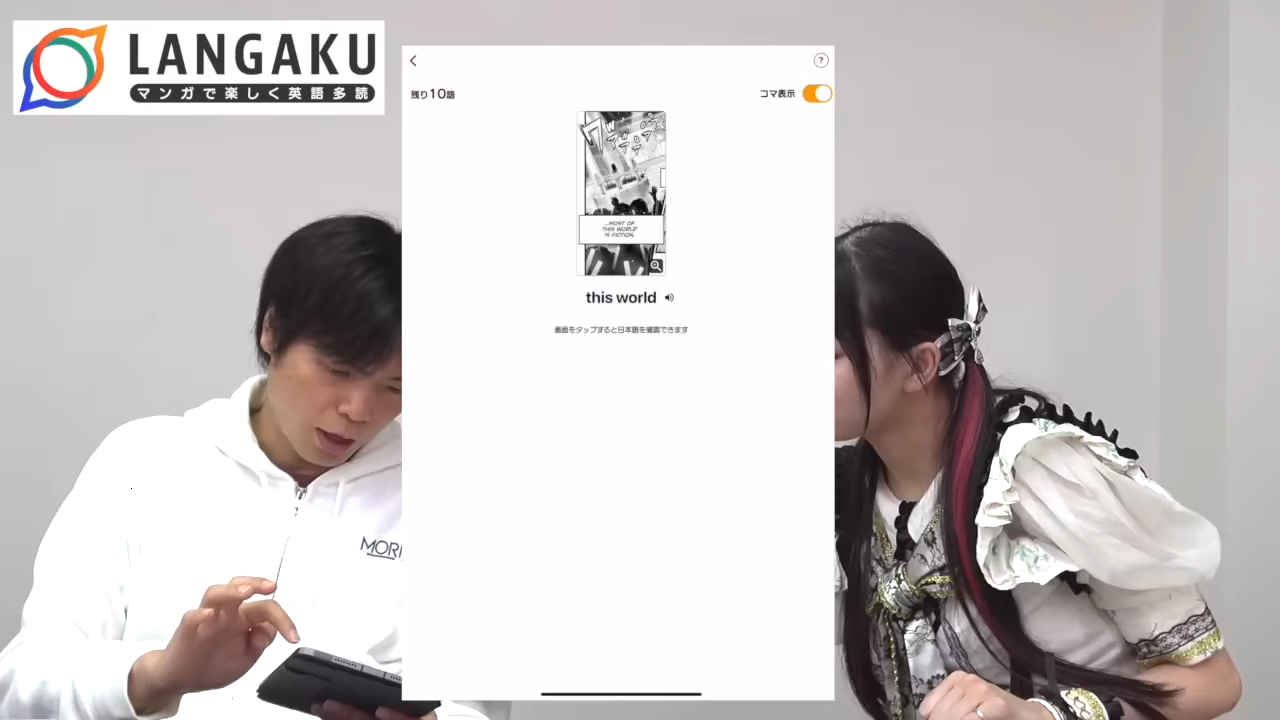 LANGAKU
マンガで楽しく英語多読
残り10語
コマ表示
?
...MOST OF
THIS WORLD
IS FICTION.
this world
画面をタップすると日本語を確認できます